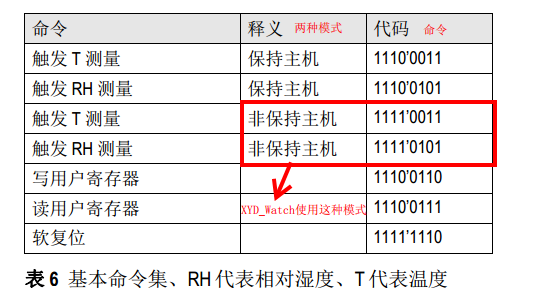 命令 释义 两种模式 代码 命令
触发 T 测量 保持主机 1110'0011
触发 RH 测量 保持主机 1110'0101
触发 T 测量 非保持主机 1111'0011
触发 RH 测量 非保持主机 1111'0101
写用户寄存器 1110'0110
读用户寄存器 XYD_Watch使用这种模式 1110'0111
软复位 1111'1110
表 6 基本命令集、RH 代表相对湿度、T 代表温度